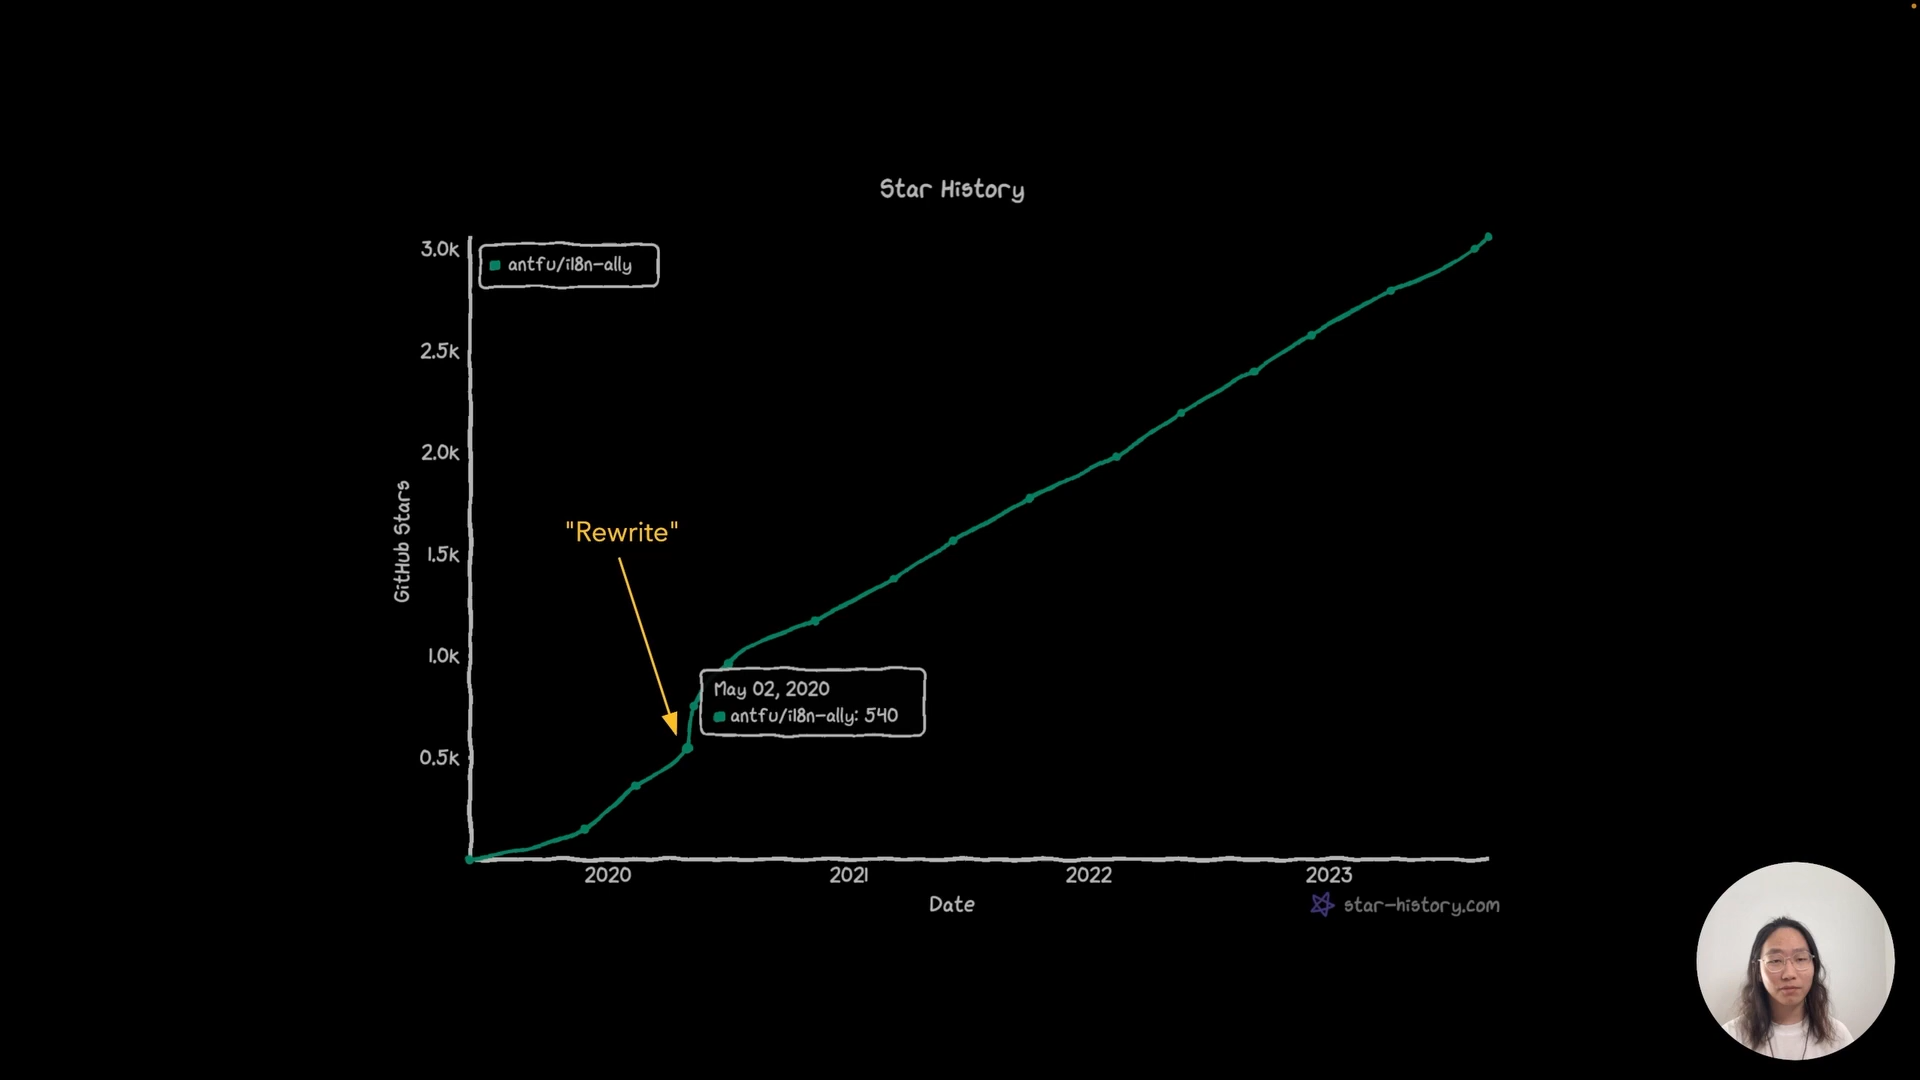 Star History
3.0k
antfu/i18n-ally
2.5k
2.0k
GitHub Stars
"Rewrite"
1.5k
1.0k
May 02, 2020
antfu/i18n-ally: 540
0.5k
2020
2021
2022
2023
Date
star-history.com